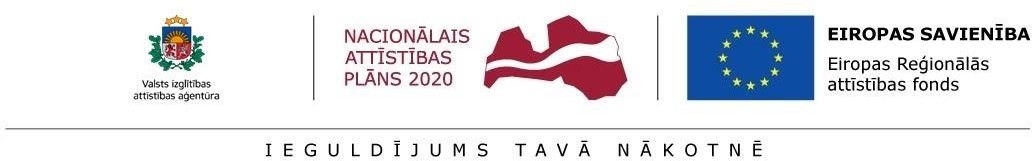 Valsts izglītības
attīstības aģentūra
NACIONĀLAIS
ATTĪSTĪBAS
PLĀNS 2020
EIROPAS SAVIENĪBA
Eiropas Reģionālās
attīstības fonds
IEGULDĪJUMS TAVĀ NĀKOTNĒ